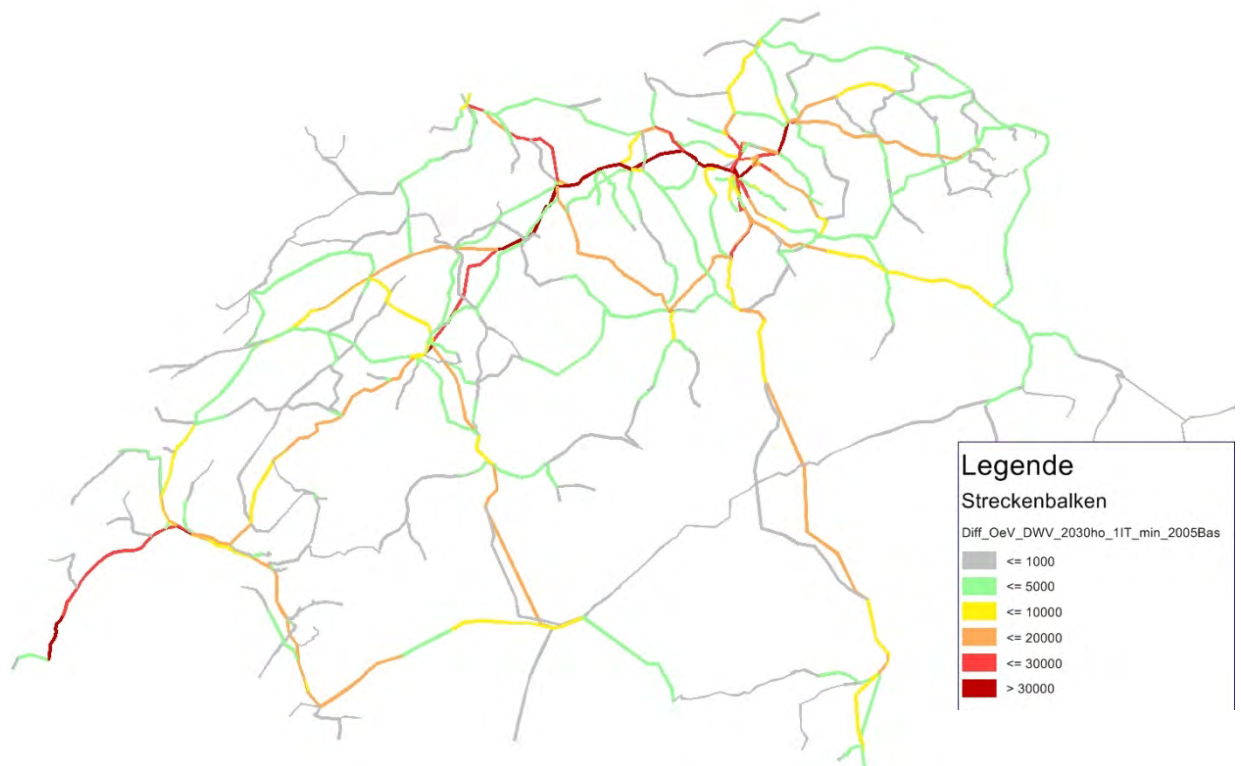 Legende
Streckenbalken
Diff_OeV_DWV_2030ho_1IT_min_2005Bas
<= 1000
<= 5000
<= 10000
<= 20000
<= 30000
> 30000